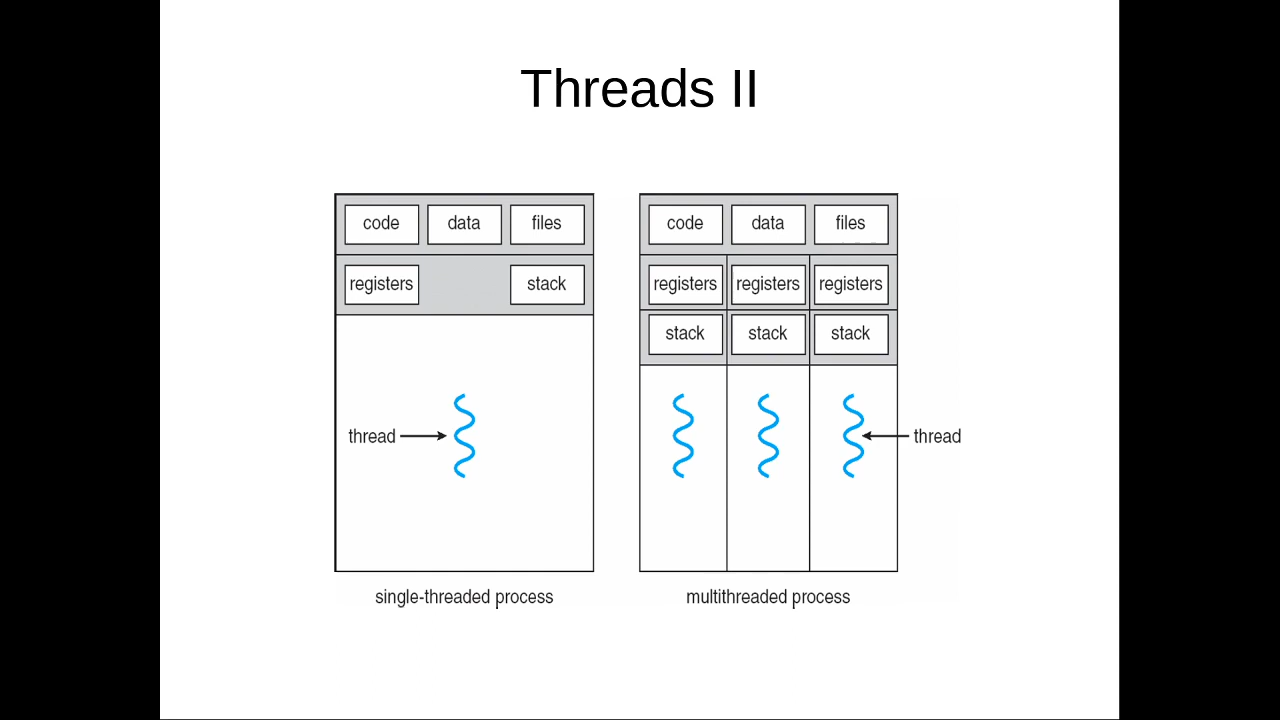 Threads II
code data files
registers stack
thread
single-threaded process
code data files
registers registers registers
stack stack stack
thread
multithreaded process